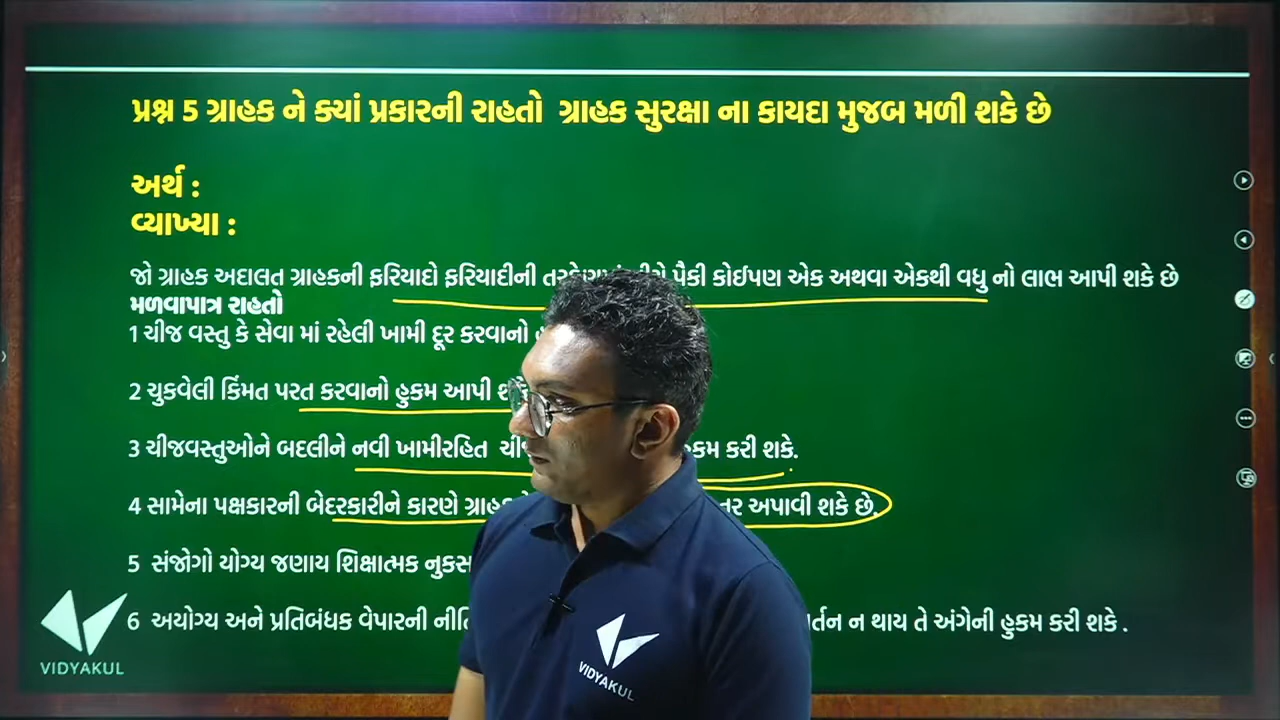 પ્રશ્ન 5 ગ્રાહક ને ક્યાં પ્રકારની રાહતો ગ્રાહક સુરક્ષા ના કાયદા મુજબ મળી શકે છે
અર્થ :
વ્યાખ્યા :
જો ગ્રાહક અદાલત ગ્રાહકની ફરિયાદો ફરિયાદીની પૈકી કોઈપણ એક અથવા એકથી વધુ નો લાભ આપી શકે છે
મળવાપાત્ર રાહતો
1 ચીજ વસ્તુ કે સેવા માં રહેલી ખામી દૂર કરવાનો
2 ચુકવેલી કિંમત પરત કરવાનો હુકમ આપી
3 ચીજવસ્તુઓને બદલીને નવી ખામીરહિત કરી શકે.
4 સામેના પક્ષકારની બેદરકારીને કારણે અપાવી શકે છે.
5 સંજોગો યોગ્ય જણાય શિક્ષાત્મક
6 અયોગ્ય અને પ્રતિબંધક વેપારની ન થાય તે અંગેની હુકમ કરી શકે .
VIDYAKUL
VIDYAKUL